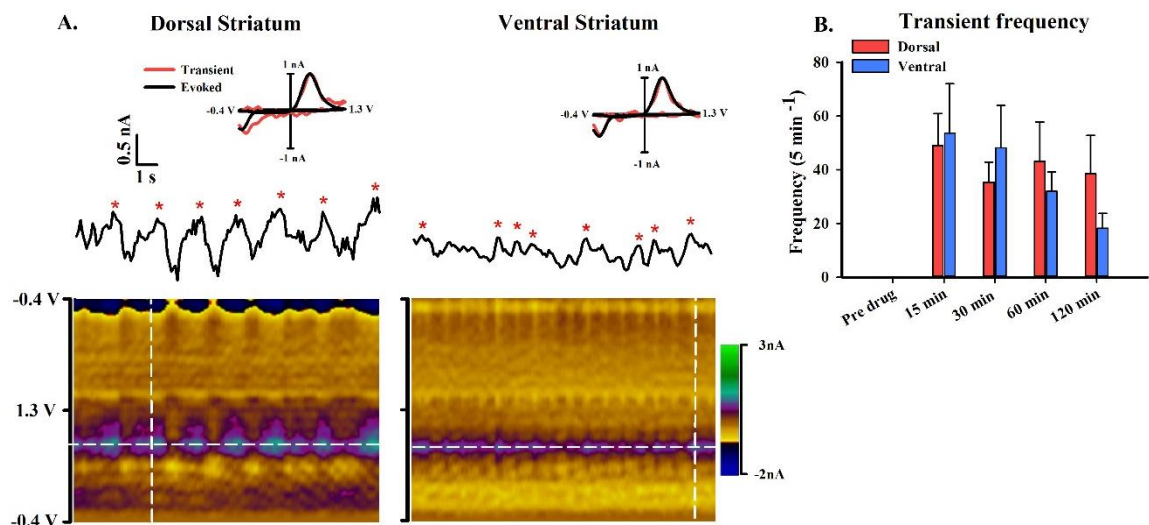 A.
Dorsal Striatum
Ventral Striatum
Transient
Evoked
1 nA
-0.4 V
1.3 V
-1 nA
1 nA
-0.4 V
1.3 V
-1 nA
0.5 nA
1 s
* * * * * * *
* * * * * * * *
-0.4 V
1.3 V
-0.4 V
3nA
-2nA
B.
Transient frequency
Dorsal
Ventral
Frequency (5 min -1)
80
60
40
20
0
Pre drug
15 min
30 min
60 min
120 min